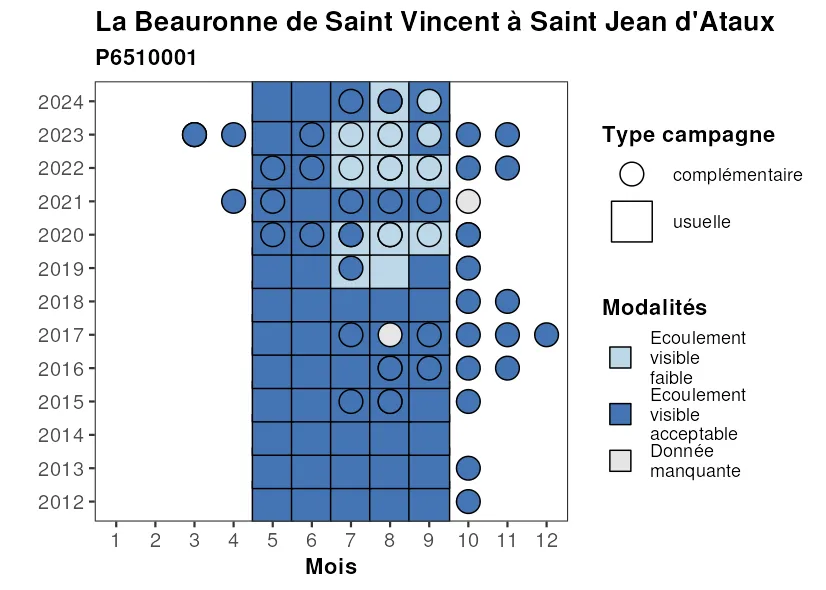 La Beauronne de Saint Vincent à Saint Jean d'Ataux
P6510001
2024
2023
2022
2021
2020
2019
2018
2017
2016
2015
2014
2013
2012
1 2 3 4 5 6 7 8 9 10 11 12
Mois
Type campagne
complémentaire
usuelle
Modalités
Ecoulement
visible
faible
Ecoulement
visible
acceptable
Donnée
manquante